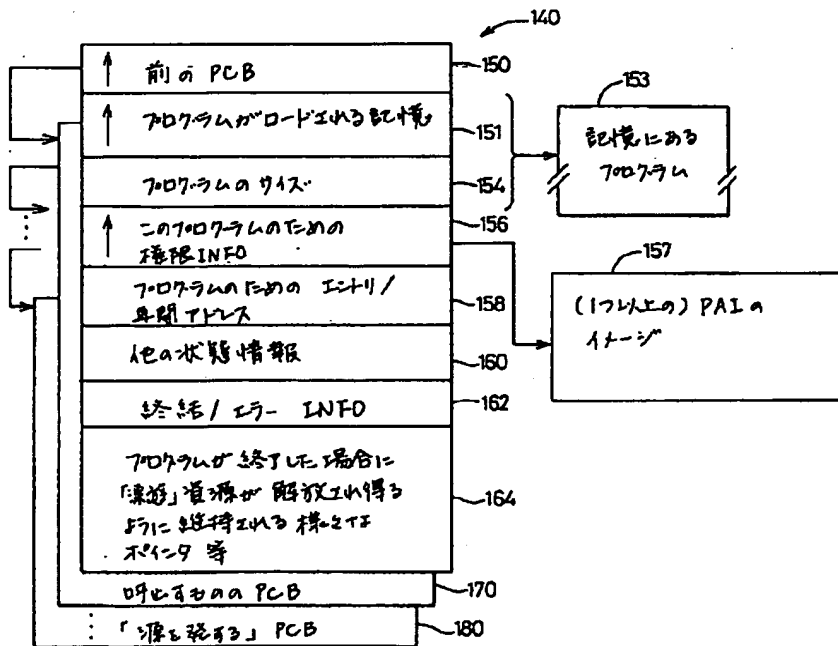 140
↑ 前の PCB
150
↑ プログラムがロードされる記憶
151
153
記憶にある
プログラム
プログラムのサイズ
154
156
↑ このプログラムのための
権限INFO
157
(1つ以上の) PAI の
イメージ
プログラムのための エントリ/
再開アドレス
158
他の状態情報
160
終結/エラー INFO
162
プログラムが終了した場合に
「漂遊」資源が解放され得る
ように維持される様々な
ポインタ 等
164
呼出すものの PCB
170
「源を発する」 PCB
180